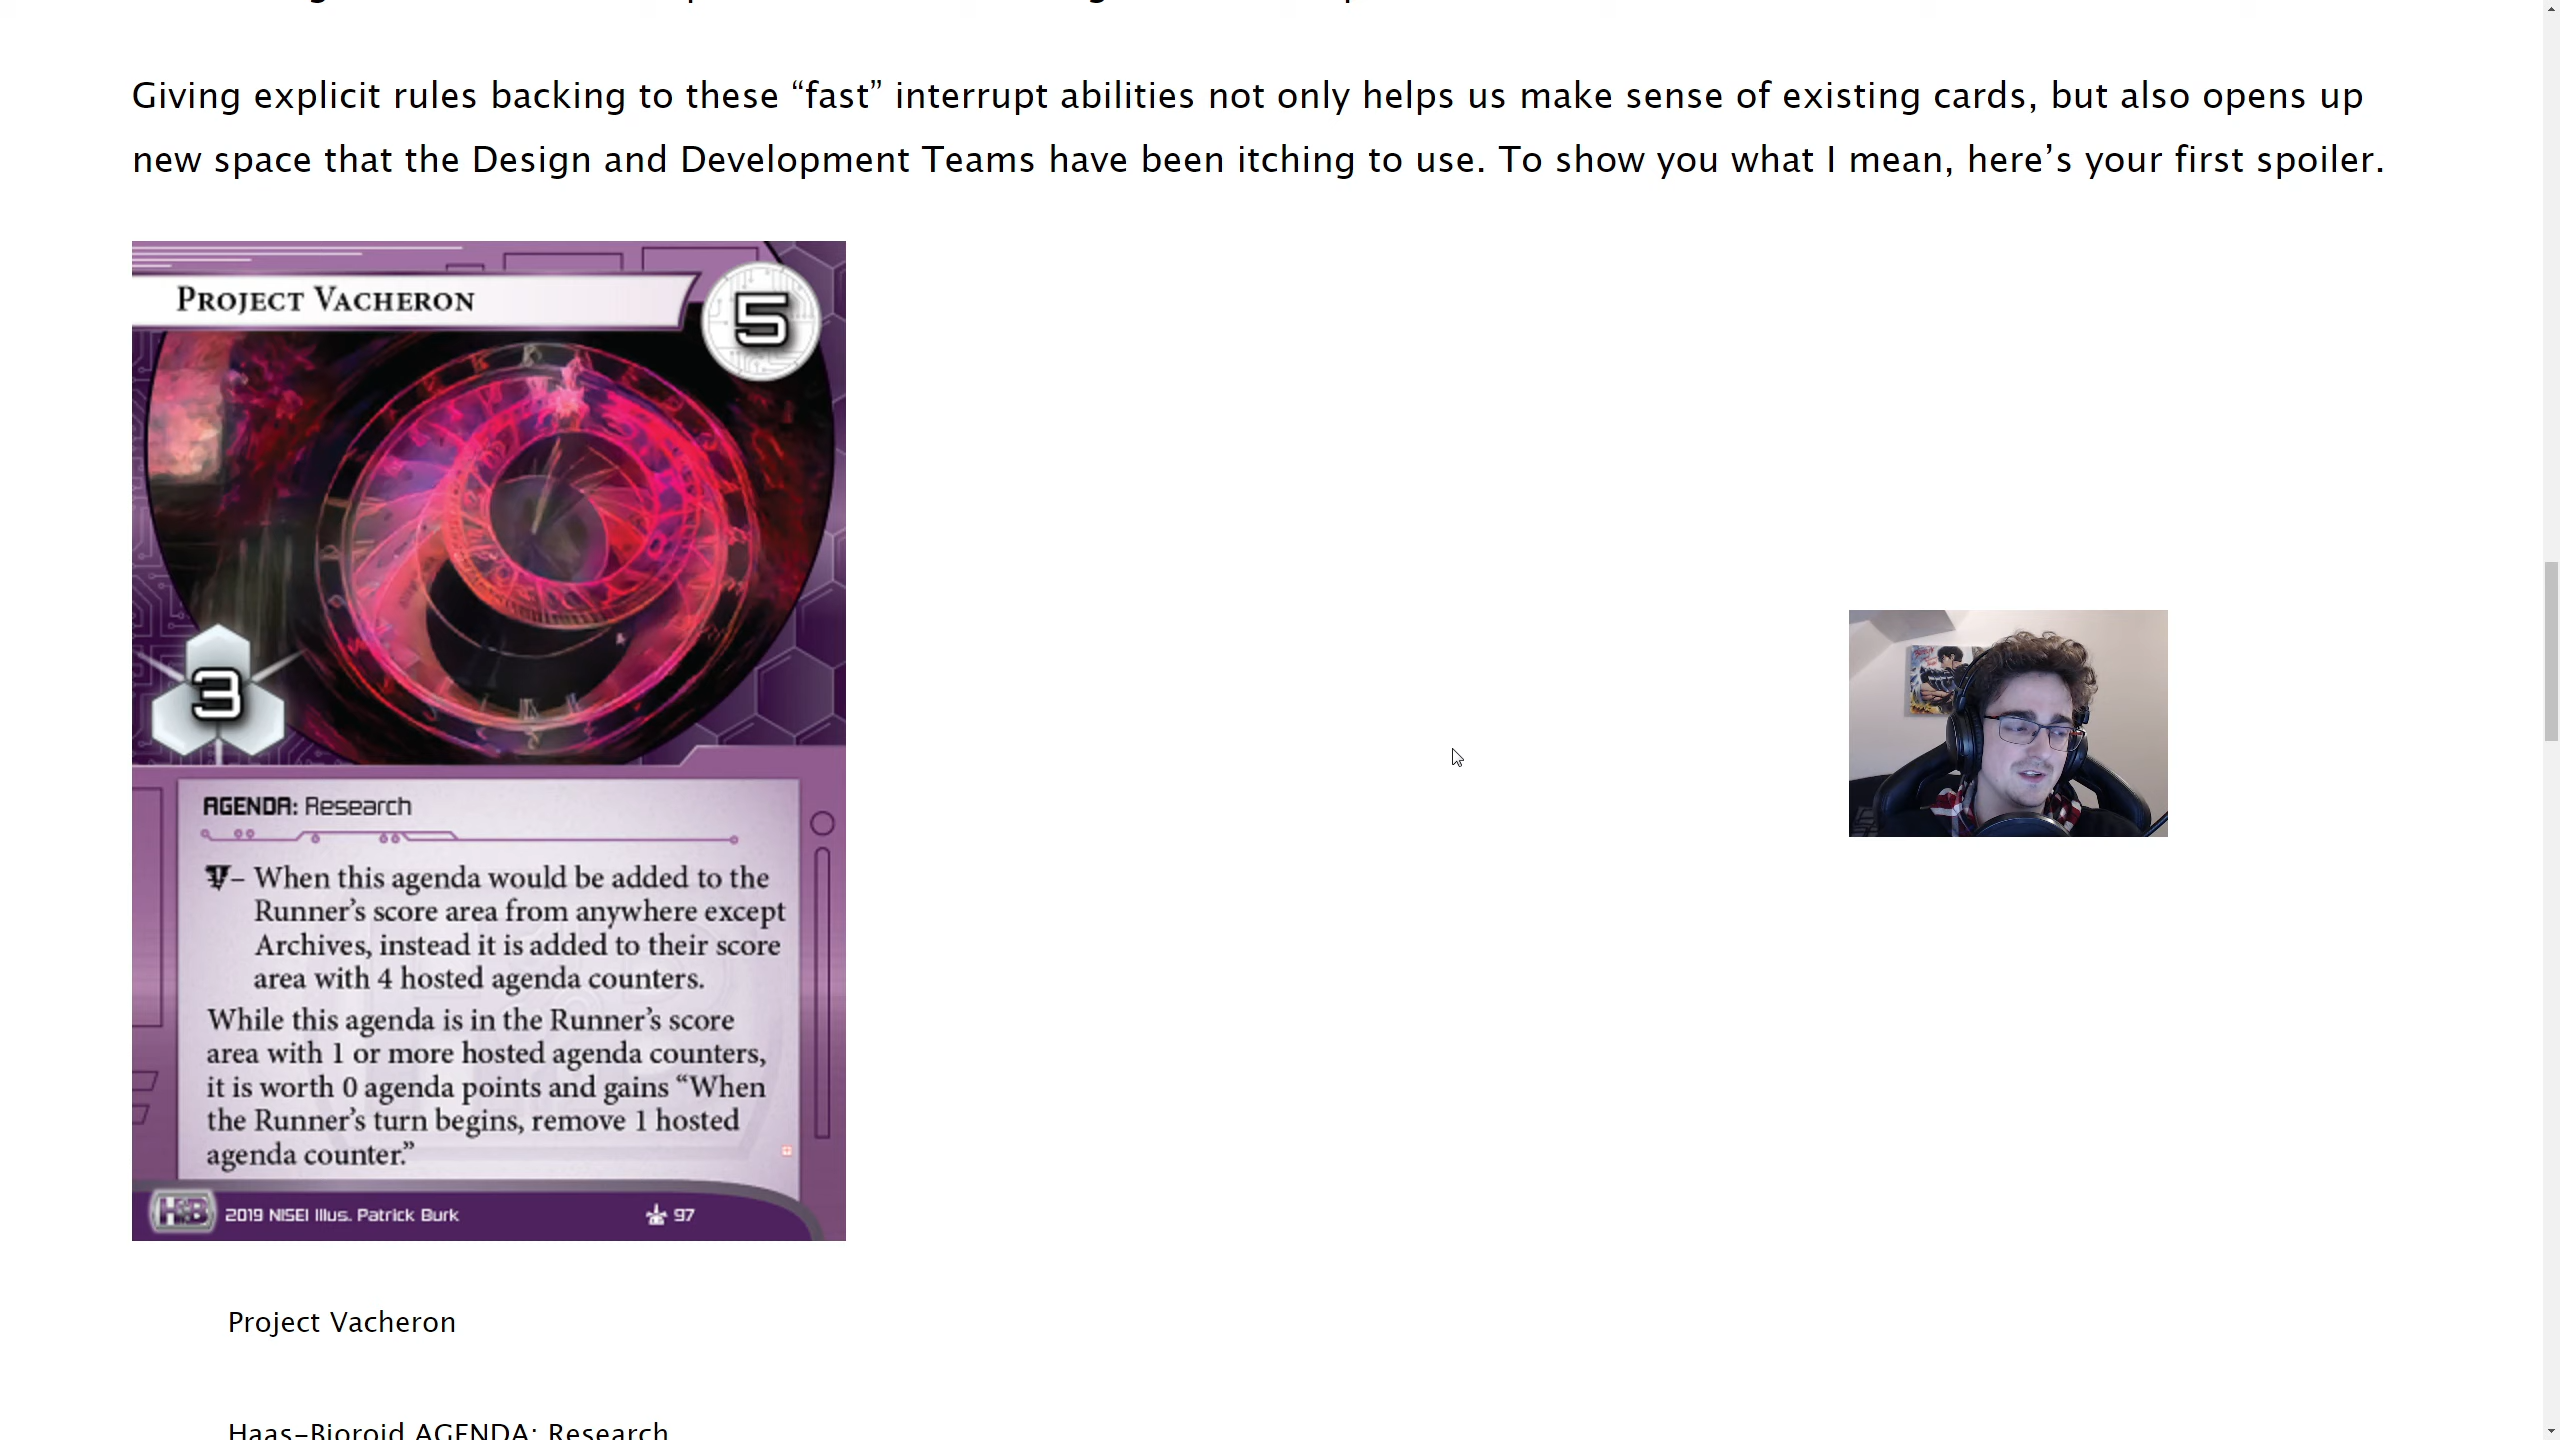 Giving explicit rules backing to these “fast” interrupt abilities not only helps us make sense of existing cards, but also opens up
new space that the Design and Development Teams have been itching to use. To show you what I mean, here’s your first spoiler.
PROJECT VACHERON
5
3
AGENDA: Research
– When this agenda would be added to the
Runner’s score area from anywhere except
Archives, instead it is added to their score
area with 4 hosted agenda counters.
While this agenda is in the Runner’s score
area with 1 or more hosted agenda counters,
it is worth 0 agenda points and gains “When
the Runner’s turn begins, remove 1 hosted
agenda counter.”
HB 2019 NISEI Illus. Patrick Burk 97
Project Vacheron
Haas-Bioroid AGENDA: Research